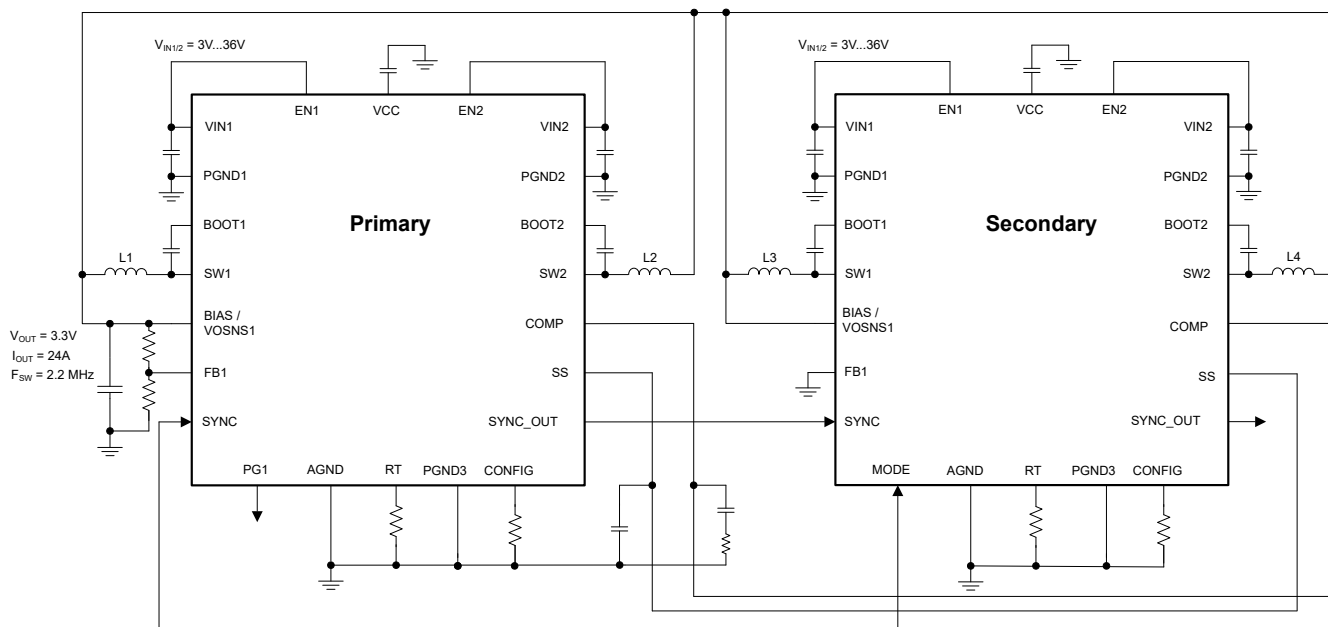 V_IN1/2 = 3V...36V
V_IN1/2 = 3V...36V
EN1
VCC
EN2
EN1
VCC
EN2
VIN1
VIN2
VIN1
VIN2
PGND1
PGND2
PGND1
PGND2
BOOT1
Primary
BOOT2
BOOT1
Secondary
BOOT2
L1
L2
L3
L4
SW1
SW2
SW1
SW2
BIAS /
VOSNS1
COMP
BIAS /
VOSNS1
COMP
V_OUT = 3.3V
I_OUT = 24A
F_SW = 2.2 MHz
FB1
SS
FB1
SS
SYNC
SYNC_OUT
SYNC
SYNC_OUT
PG1
AGND
RT
PGND3
CONFIG
MODE
AGND
RT
PGND3
CONFIG